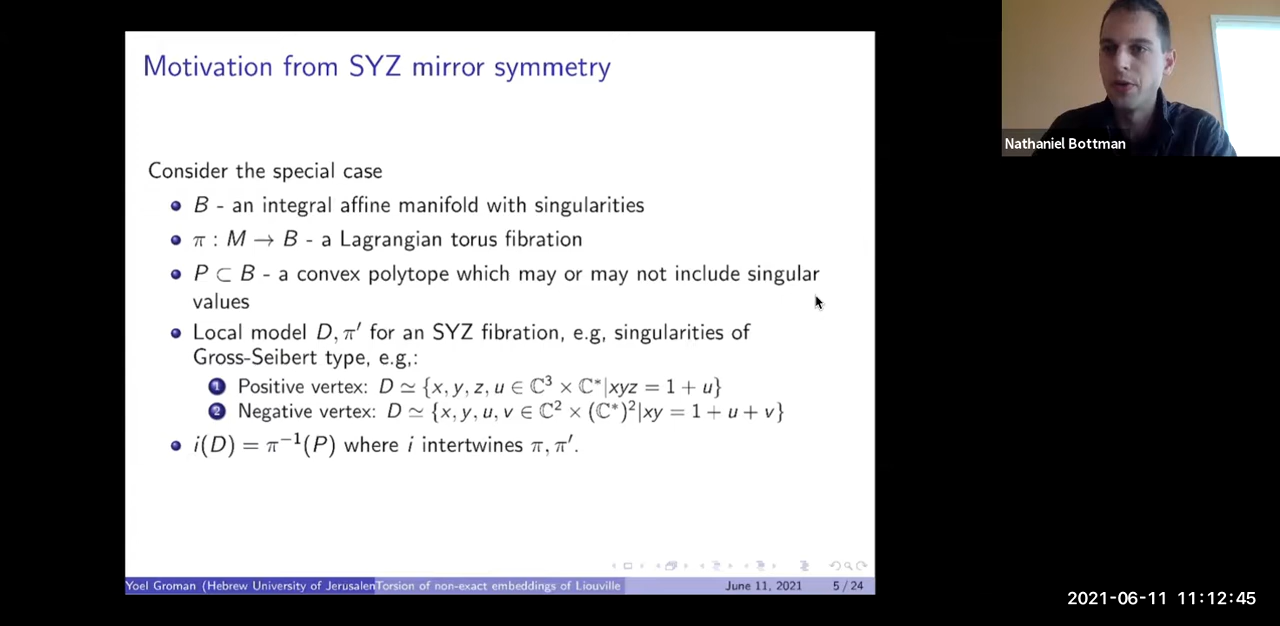 Motivation from SYZ mirror symmetry
Nathaniel Bottman
Consider the special case
B - an integral affine manifold with singularities
π : M → B - a Lagrangian torus fibration
P ⊂ B - a convex polytope which may or may not include singular
values
Local model D, π′ for an SYZ fibration, e.g, singularities of
Gross-Seibert type, e.g,:
1 Positive vertex: D ≃ {x, y, z, u ∈ ℂ³ × ℂ*|xyz = 1 + u}
2 Negative vertex: D ≃ {x, y, u, v ∈ ℂ² × (ℂ*)²|xy = 1 + u + v}
i(D) = π⁻¹(P) where i intertwines π, π′.
Yoel Groman (Hebrew University of Jerusalen Torsion of non-exact embeddings of Liouville June 11, 2021 5 / 24
2021-06-11 11:12:45